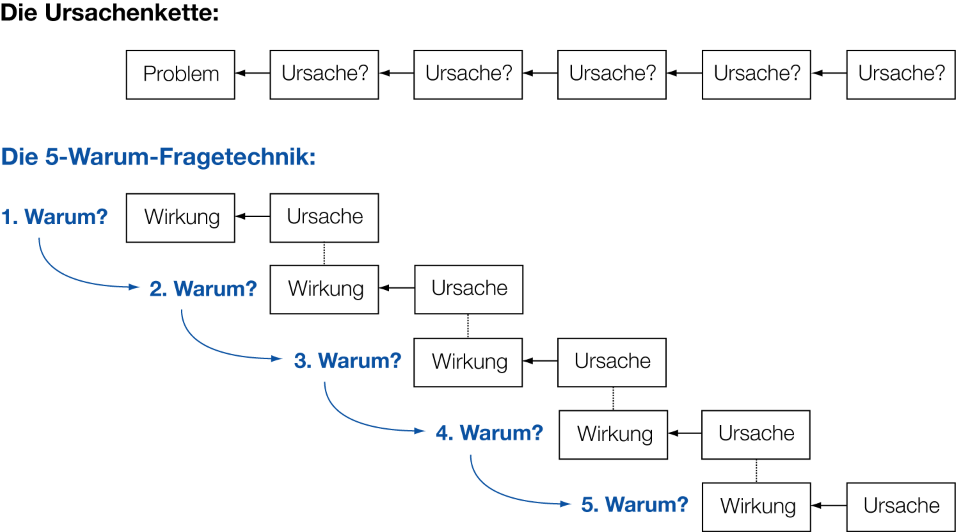 Die Ursachenkette:
Problem Ursache? Ursache? Ursache? Ursache? Ursache?
Die 5-Warum-Fragetechnik:
1. Warum? Wirkung Ursache
2. Warum? Wirkung Ursache
3. Warum? Wirkung Ursache
4. Warum? Wirkung Ursache
5. Warum? Wirkung Ursache